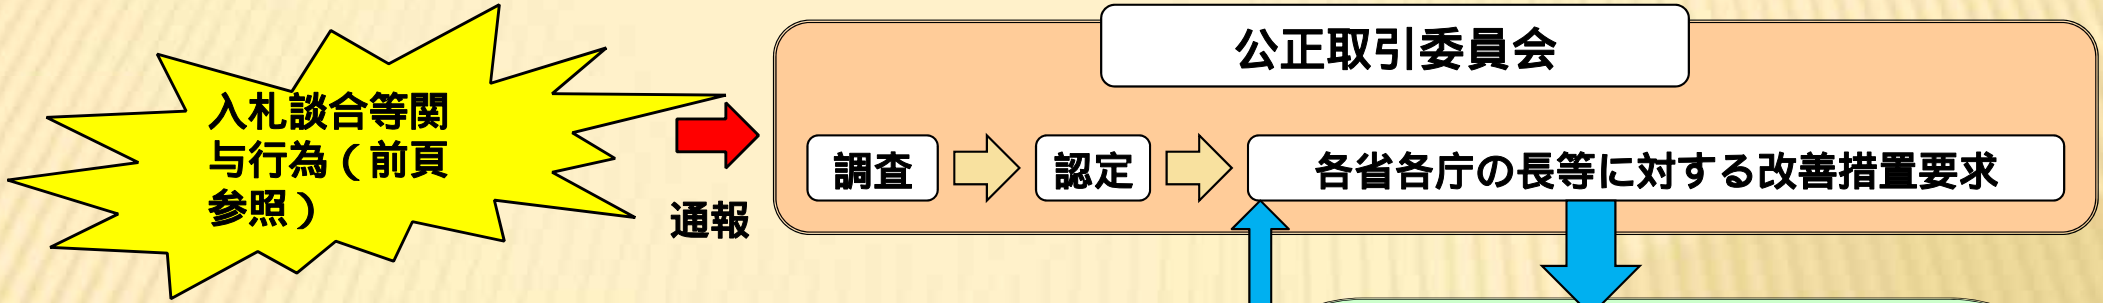 公正取引委員会
入札談合等関
与行為（前頁
参照）
通報
調査
認定
各省各庁の長等に対する改善措置要求